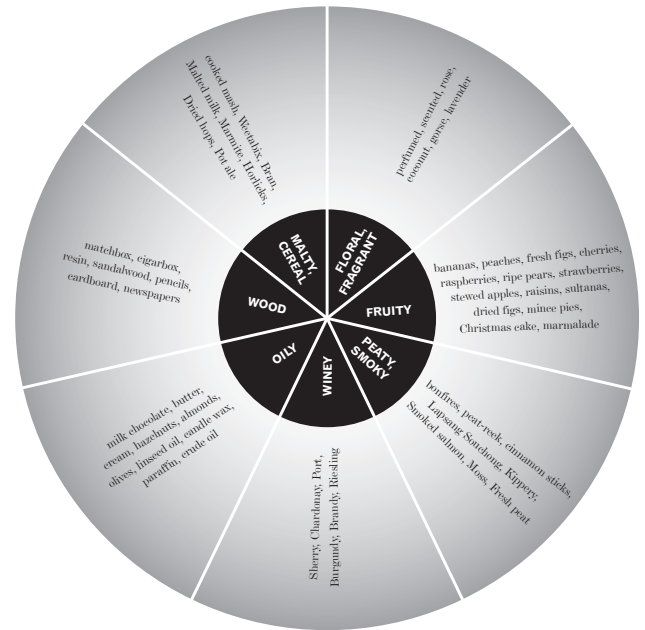 FLORAL,
FRAGRANT
perfumed, scented, rose,
coconut, gorse, lavender
FRUITY
bananas, peaches, fresh figs, cherries,
raspberries, ripe pears, strawberries,
stewed apples, raisins, sultanas,
dried figs, mince pies,
Christmas cake, marmalade
PEATY,
SMOKY
bonfires, peat-reek, cinnamon sticks,
Lapsang Souchong, Kippery,
Smoked salmon, Moss, Fresh peat
WINEY
Sherry, Chardonay, Port,
Burgundy, Brandy, Riesling
OILY
milk chocolate, butter,
cream, hazelnuts, almonds,
olives, linseed oil, candle wax,
paraffin, crude oil
WOOD
matchbox, cigarbox,
resin, sandalwood, pencils,
cardboard, newspapers
MALTY,
CEREAL
cooked mash, Weetabix, Bran,
Malted milk, Marmite, Horlicks,
Dried hops, Pot ale